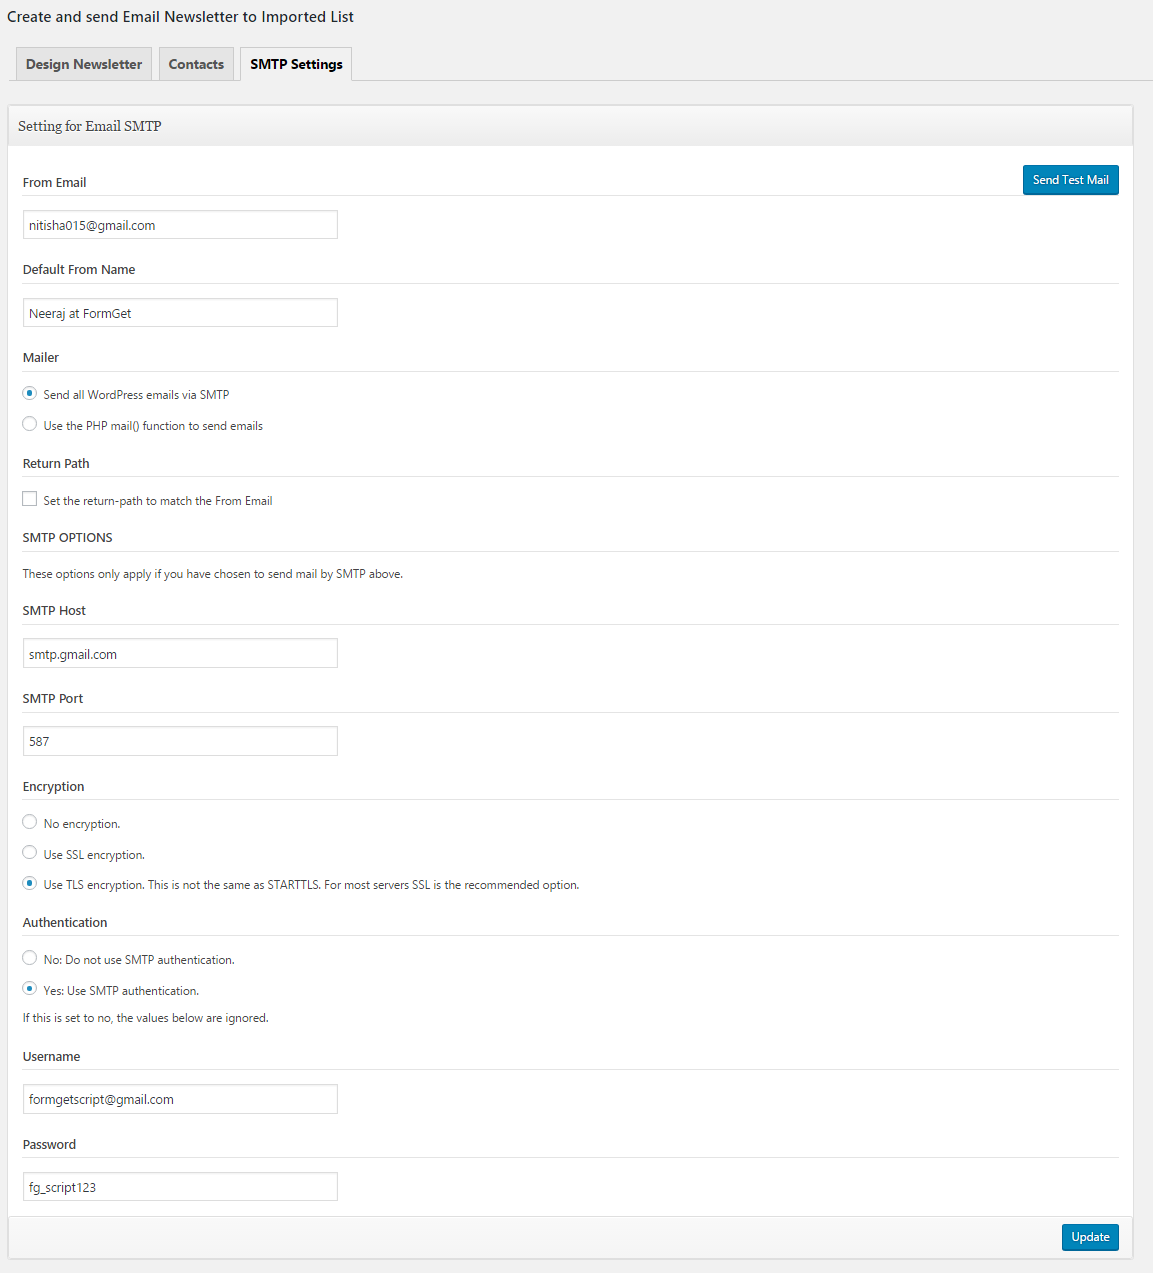 Create and send Email Newsletter to Imported List
Design Newsletter
Contacts
SMTP Settings
Setting for Email SMTP
From Email
Send Test Mail
nitisha015@gmail.com
Default From Name
Neeraj at FormGet
Mailer
Send all WordPress emails via SMTP
Use the PHP mail() function to send emails
Return Path
Set the return-path to match the From Email
SMTP OPTIONS
These options only apply if you have chosen to send mail by SMTP above.
SMTP Host
smtp.gmail.com
SMTP Port
587
Encryption
No encryption.
Use SSL encryption.
Use TLS encryption. This is not the same as STARTTLS. For most servers SSL is the recommended option.
Authentication
No: Do not use SMTP authentication.
Yes: Use SMTP authentication.
If this is set to no, the values below are ignored.
Username
formgetscript@gmail.com
Password
fg_script123
Update